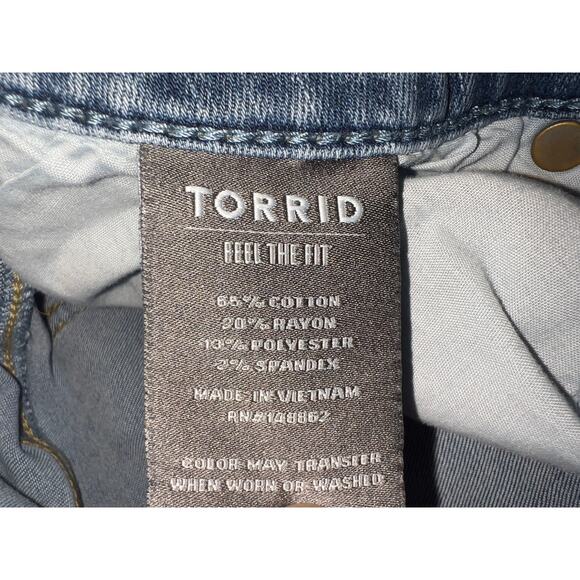 TORRID
FEEL THE FIT
65% COTTON
20% RAYON
13% POLYESTER
2% SPANDEX
MADE IN VIETNAM
RN#148862
COLOR MAY TRANSFER
WHEN WORN OR WASHED